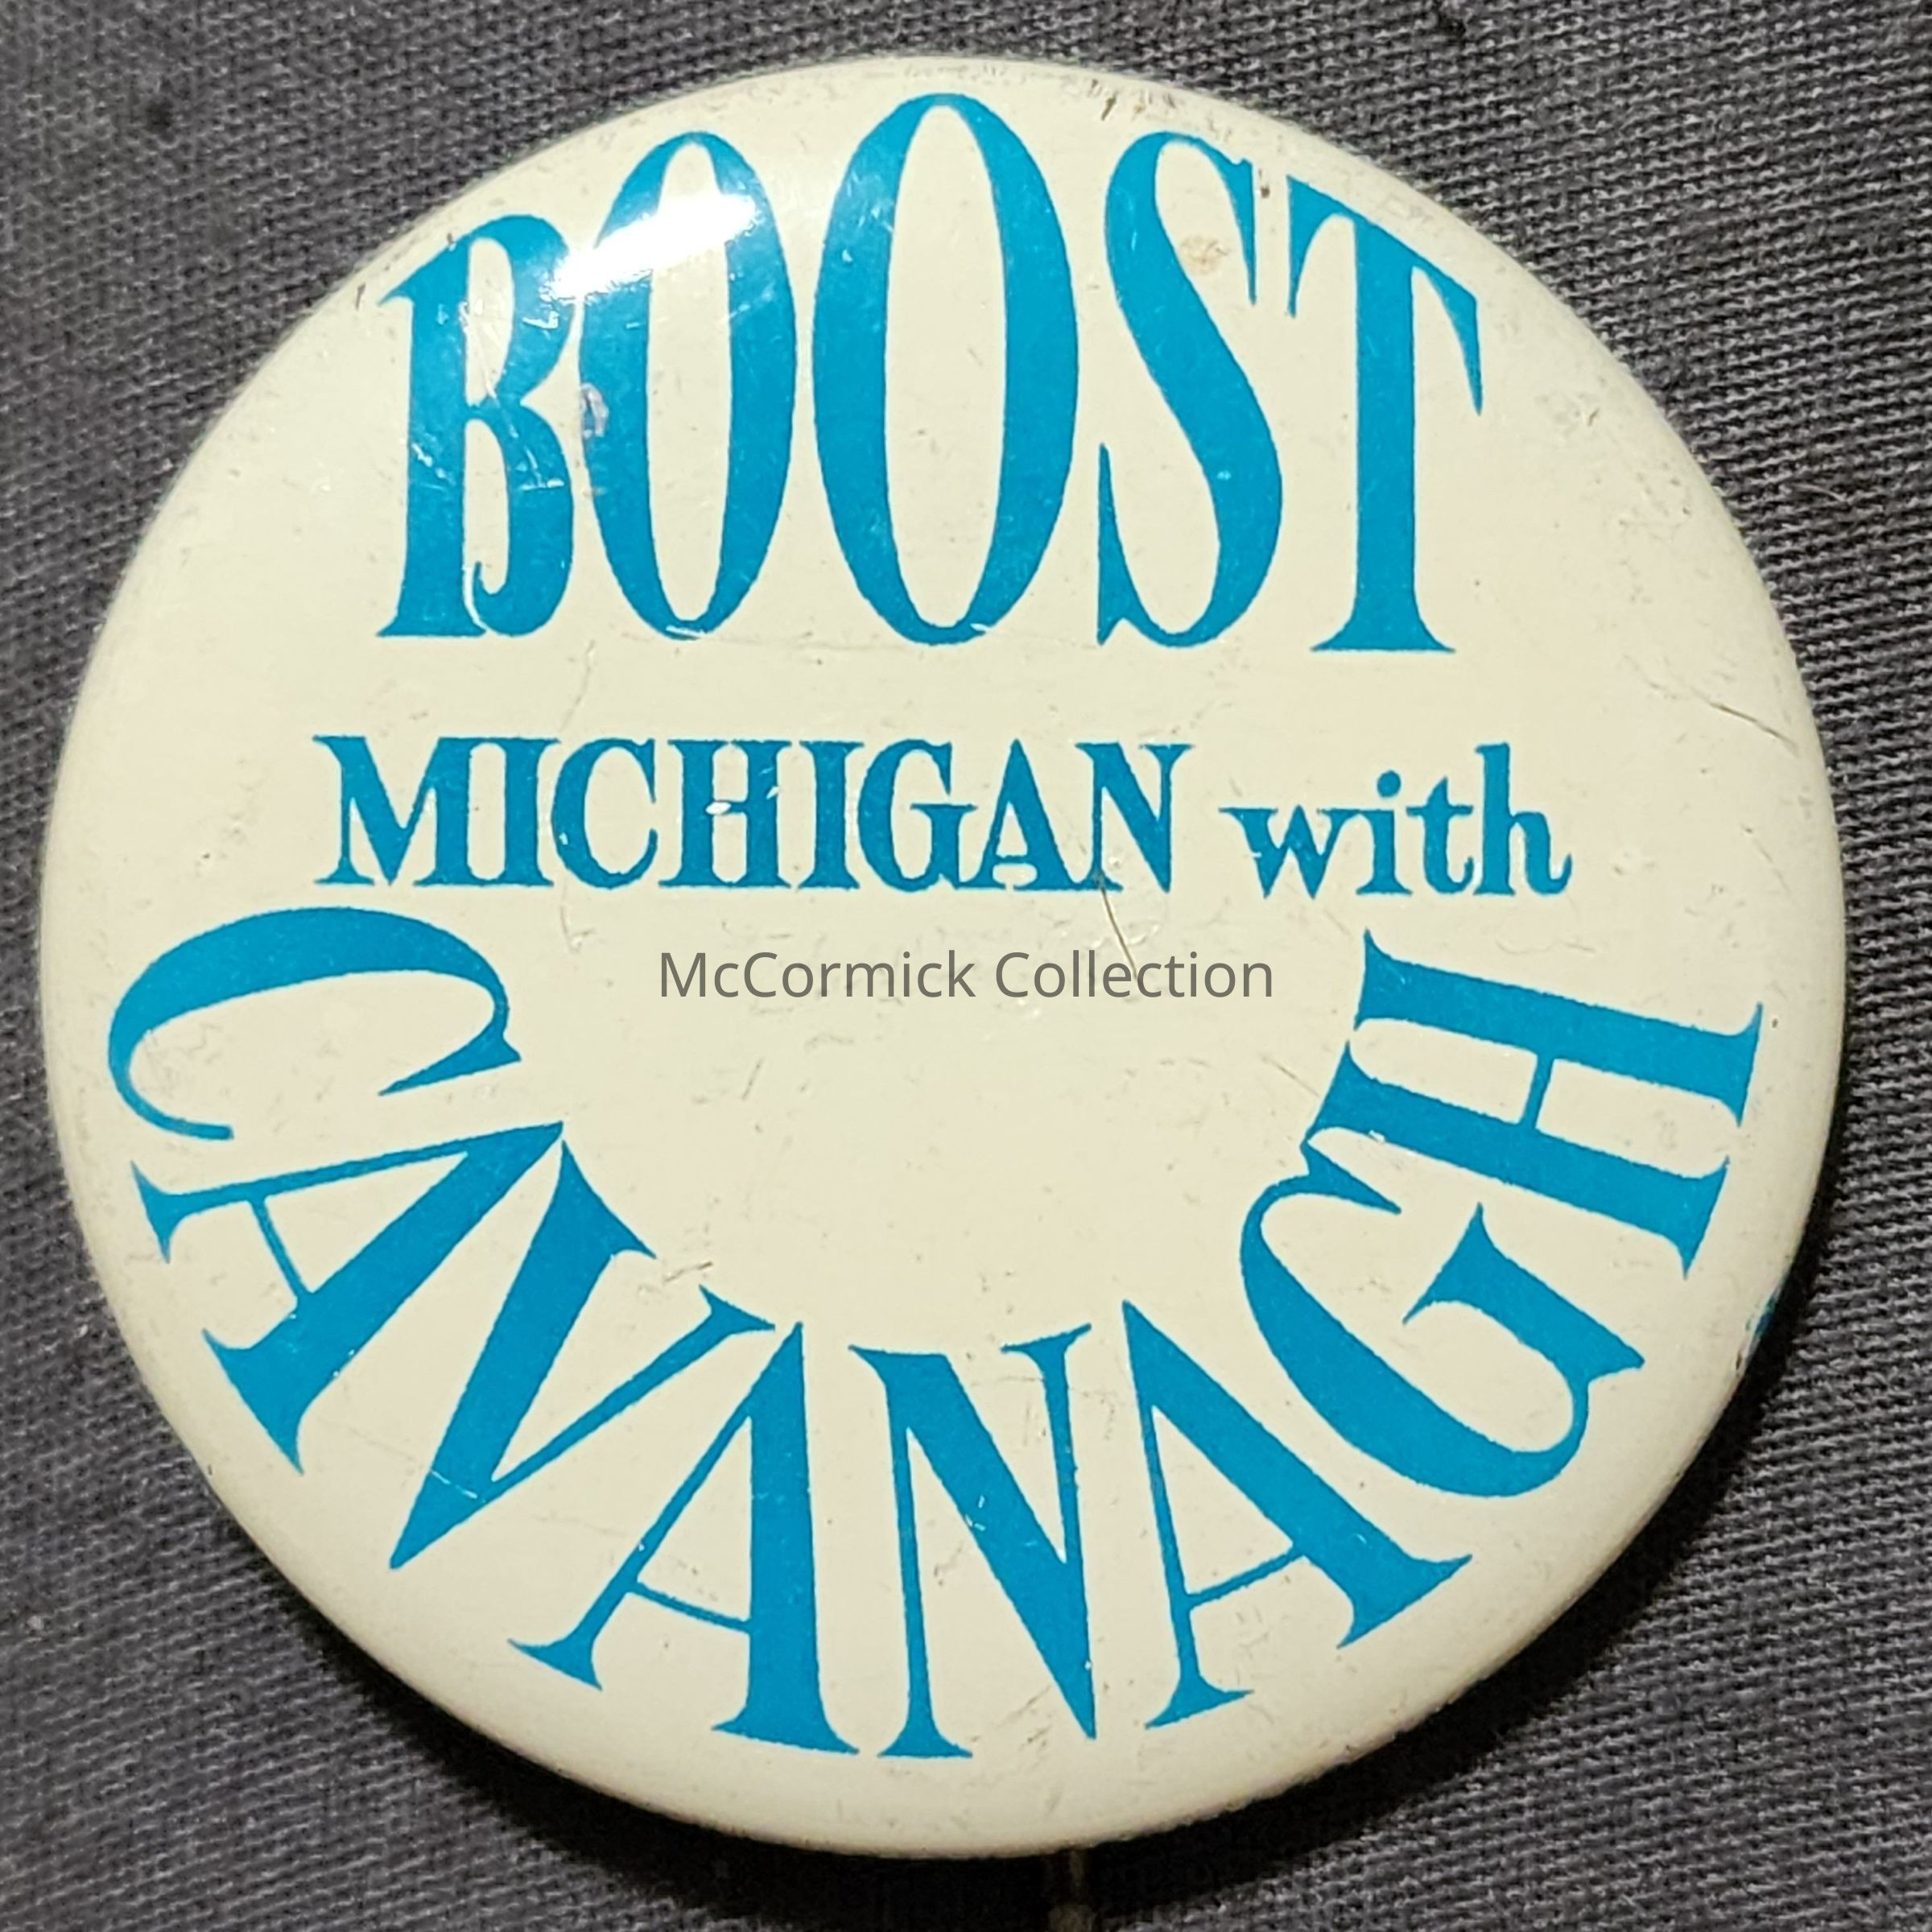 BOOST
MICHIGAN with
McCormick Collection
CAVANAGH